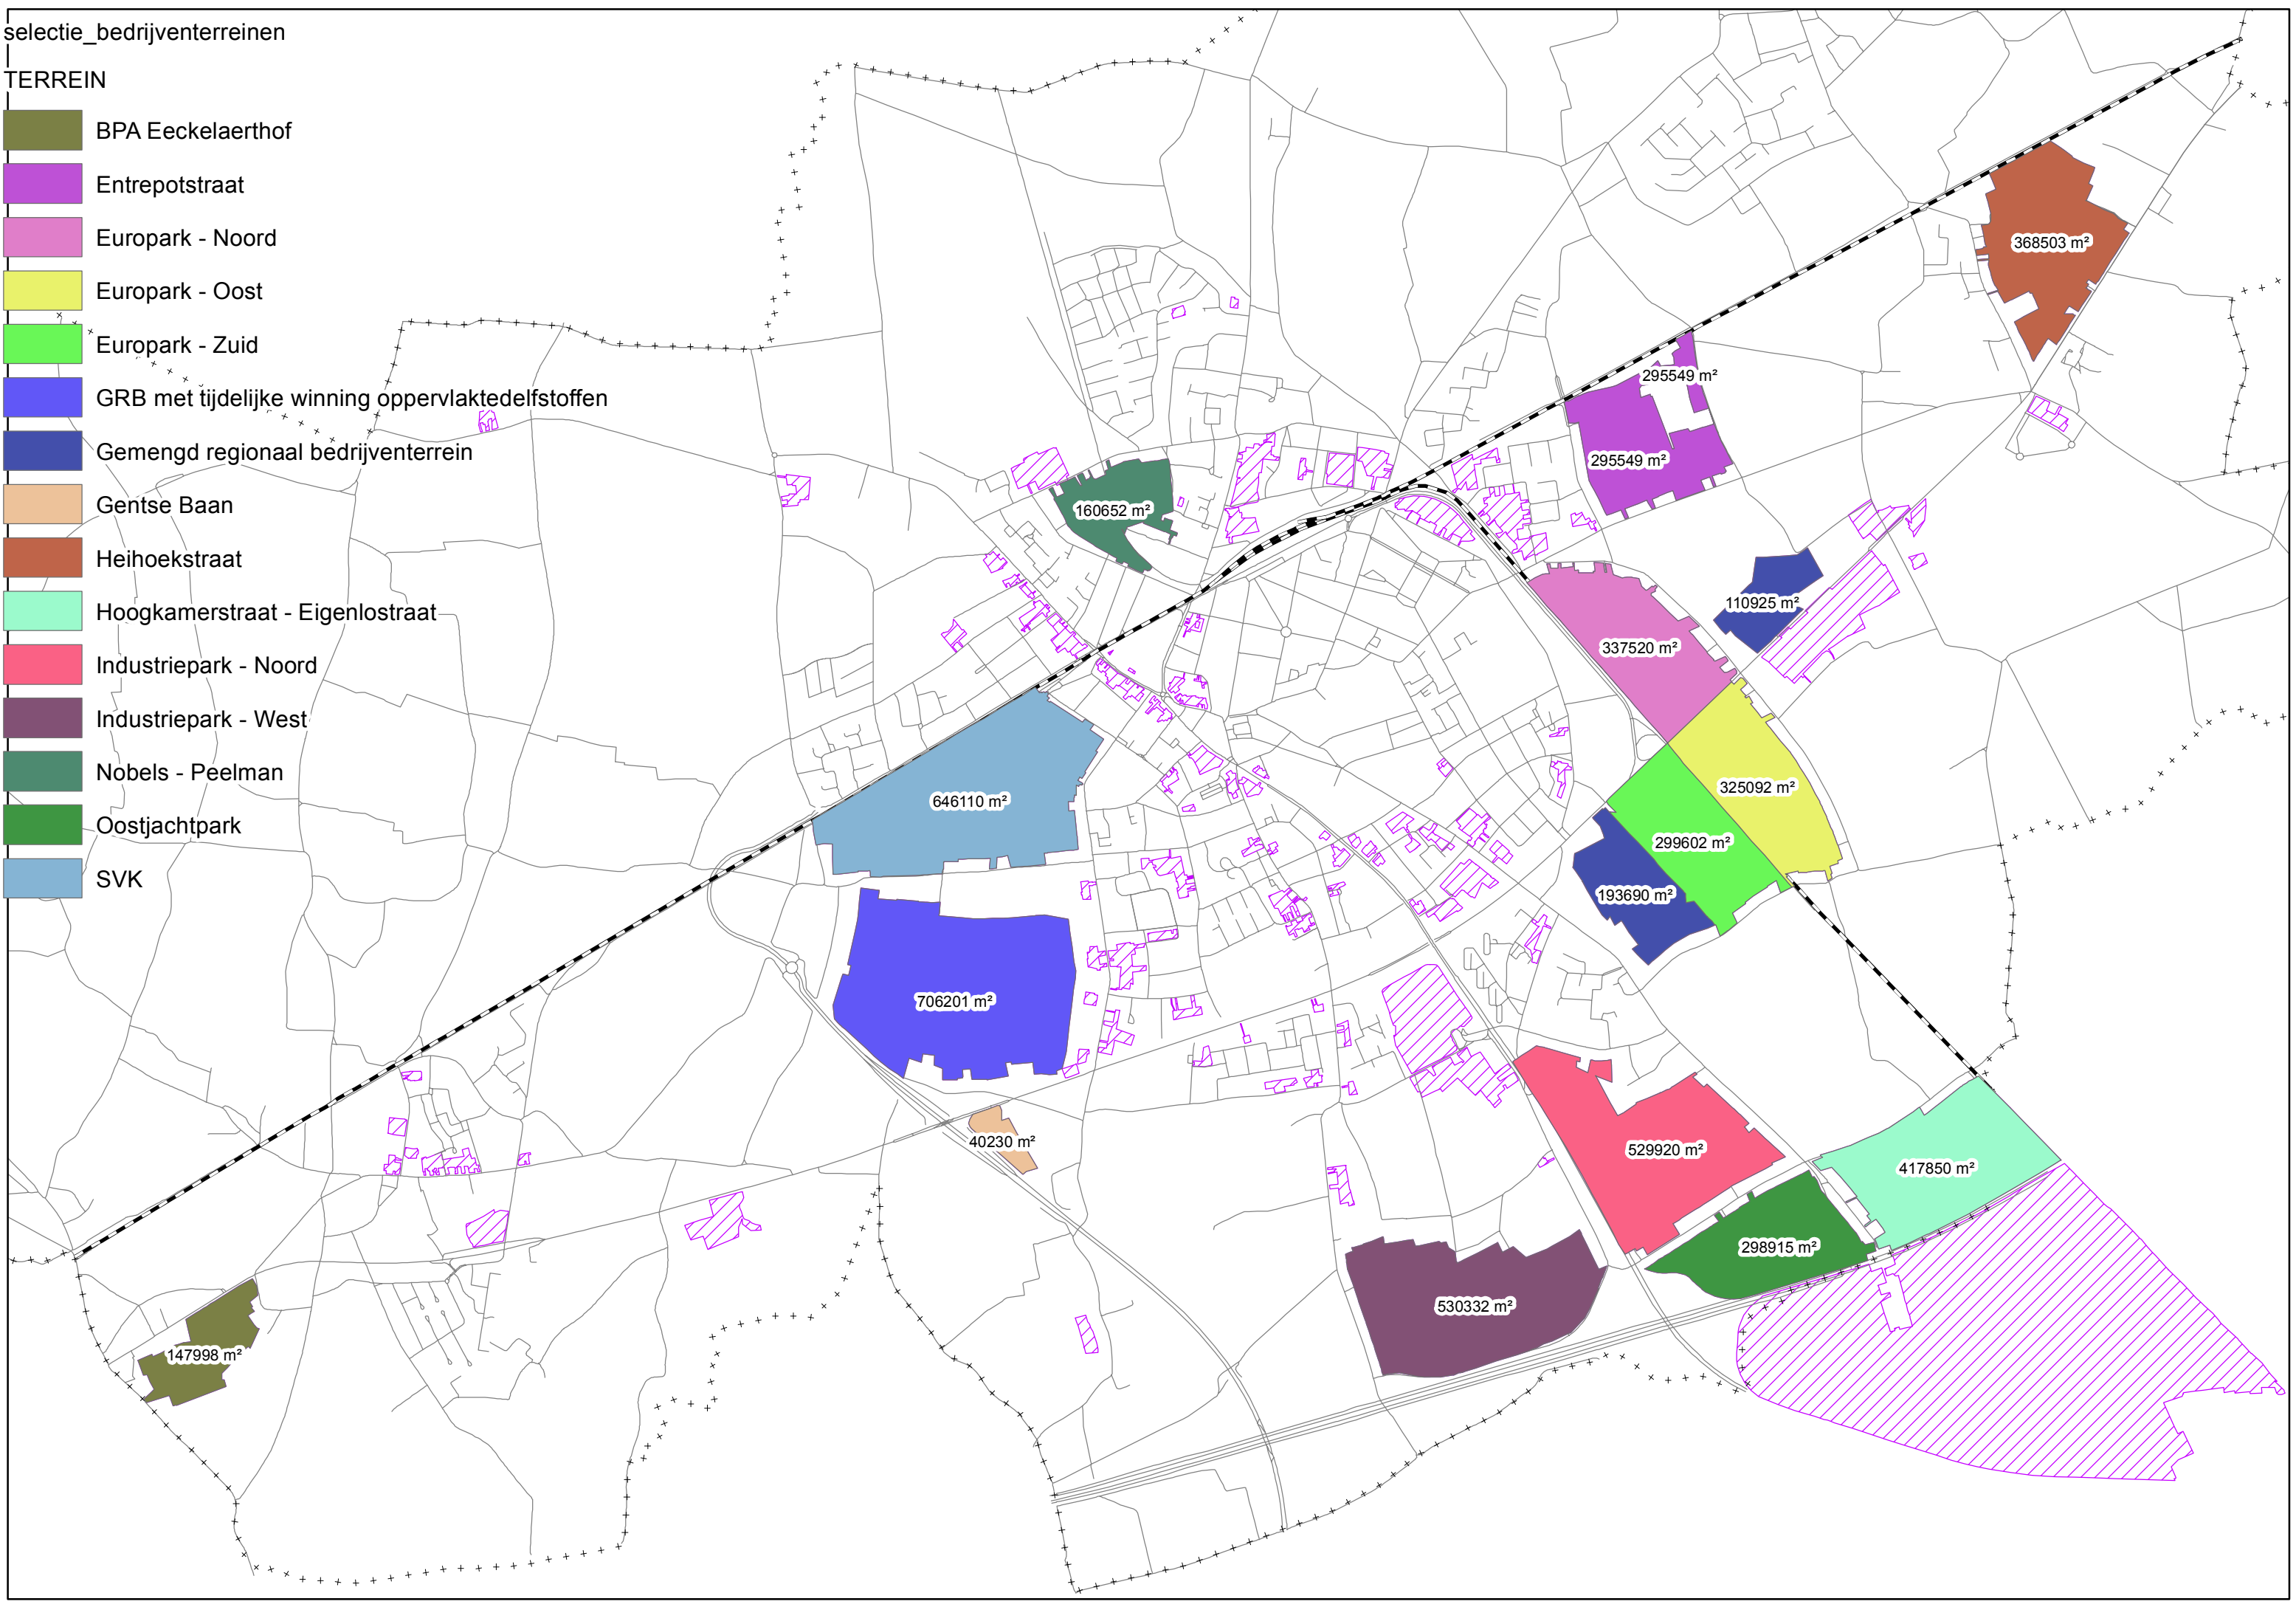 selectie_bedrijventerreinen
TERREIN
BPA Eeckelaerthof
Entrepotstraat
Europark - Noord
Europark - Oost
Europark - Zuid
GRB met tijdelijke winning oppervlaktedelfstoffen
Gemengd regionaal bedrijventerrein
Gentse Baan
Heihoekstraat
Hoogkamerstraat - Eigenlostraat
Industriepark - Noord
Industriepark - West
Nobels - Peelman
Oostjachtpark
SVK
368503 m²
295549 m²
295549 m²
160652 m²
110925 m²
337520 m²
325092 m²
646110 m²
299602 m²
193690 m²
706201 m²
40230 m²
529920 m²
417850 m²
298915 m²
530332 m²
147998 m²